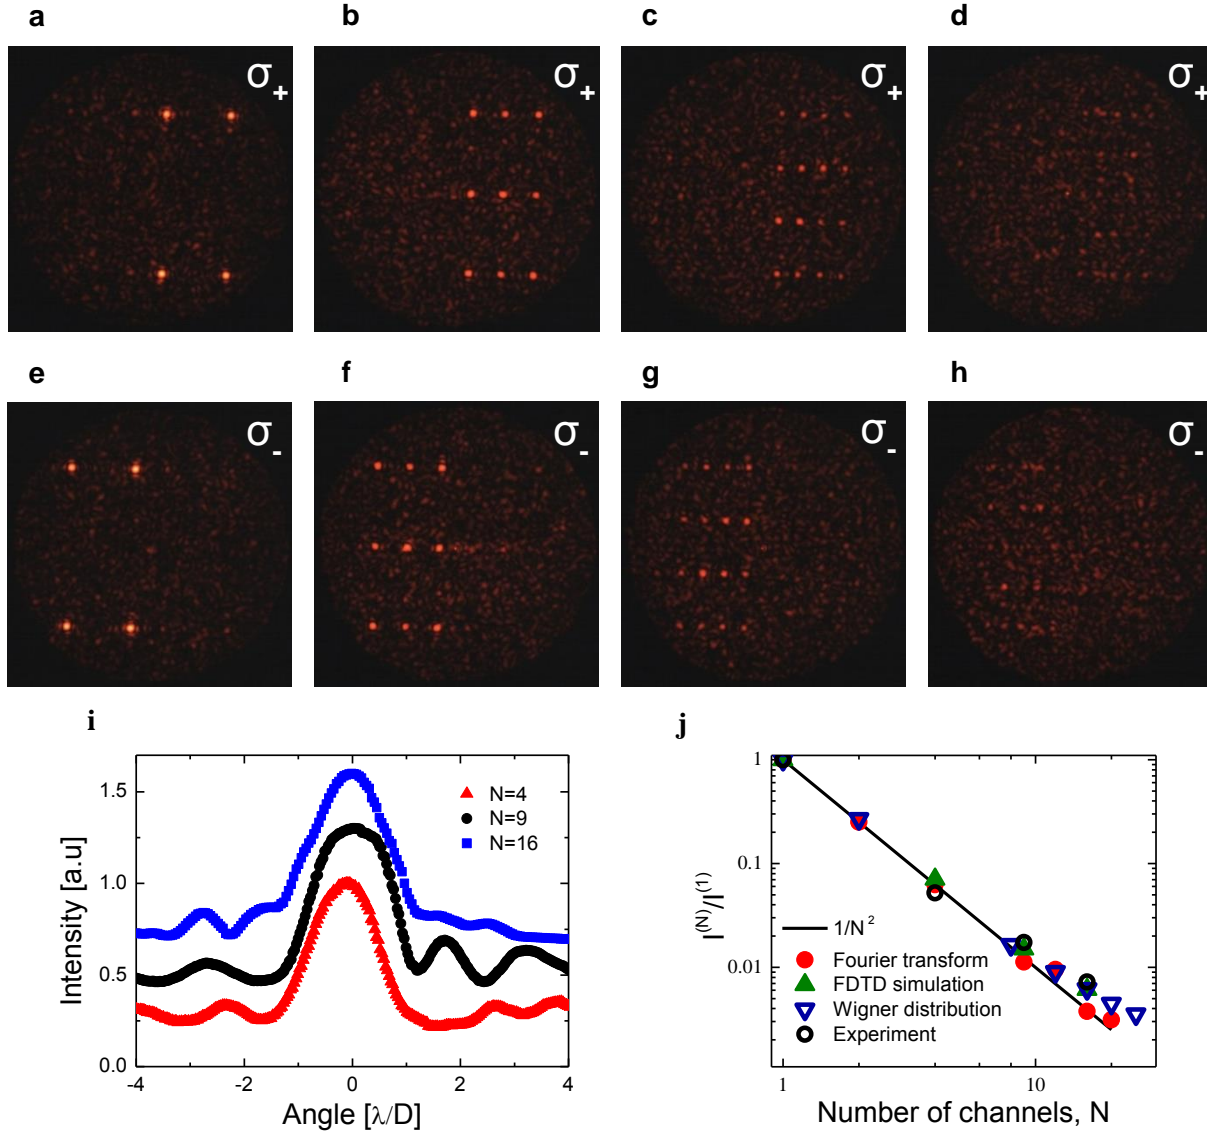 a b c d
σ+ σ+ σ+ σ+
e f g h
σ- σ- σ- σ-
i j
1.5
1.0
0.5
0.0
Intensity [a.u]
N=4
N=9
N=16
-4 -2 0 2 4
Angle [λ/D]
1
0.1
0.01
I^(N)/I^(1)
1/N^2
Fourier transform
FDTD simulation
Wigner distribution
Experiment
1 10
Number of channels, N